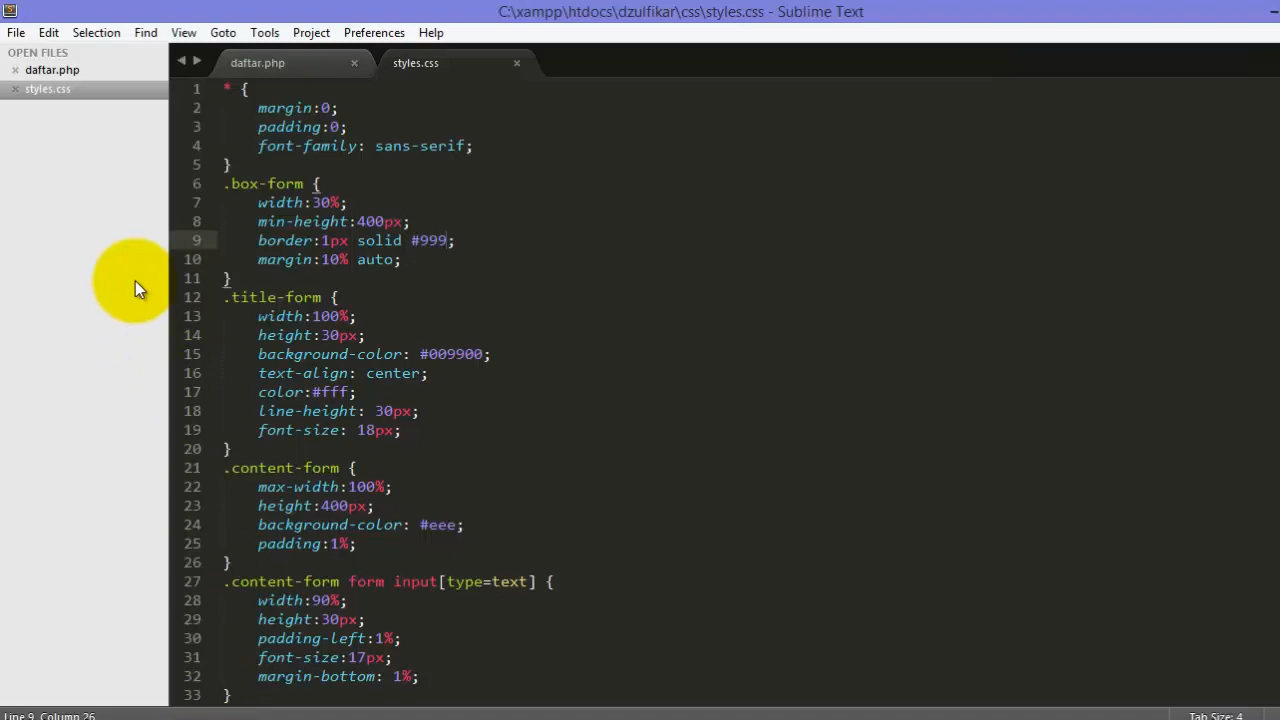 C:\xampp\htdocs\dzulfikar\css\styles.css - Sublime Text
File Edit Selection Find View Goto Tools Project Preferences Help
OPEN FILES
daftar.php
styles.css
daftar.php styles.css
1 * {
2 margin:0;
3 padding:0;
4 font-family: sans-serif;
5 }
6 .box-form {
7 width:30%;
8 min-height:400px;
9 border:1px solid #999;
10 margin:10% auto;
11 }
12 .title-form {
13 width:100%;
14 height:30px;
15 background-color: #009900;
16 text-align: center;
17 color:#fff;
18 line-height: 30px;
19 font-size: 18px;
20 }
21 .content-form {
22 max-width:100%;
23 height:400px;
24 background-color: #eee;
25 padding:1%;
26 }
27 .content-form form input[type=text] {
28 width:90%;
29 height:30px;
30 padding-left:1%;
31 font-size:17px;
32 margin-bottom: 1%;
33 }
Line 9, Column 26 Tab Size: 4